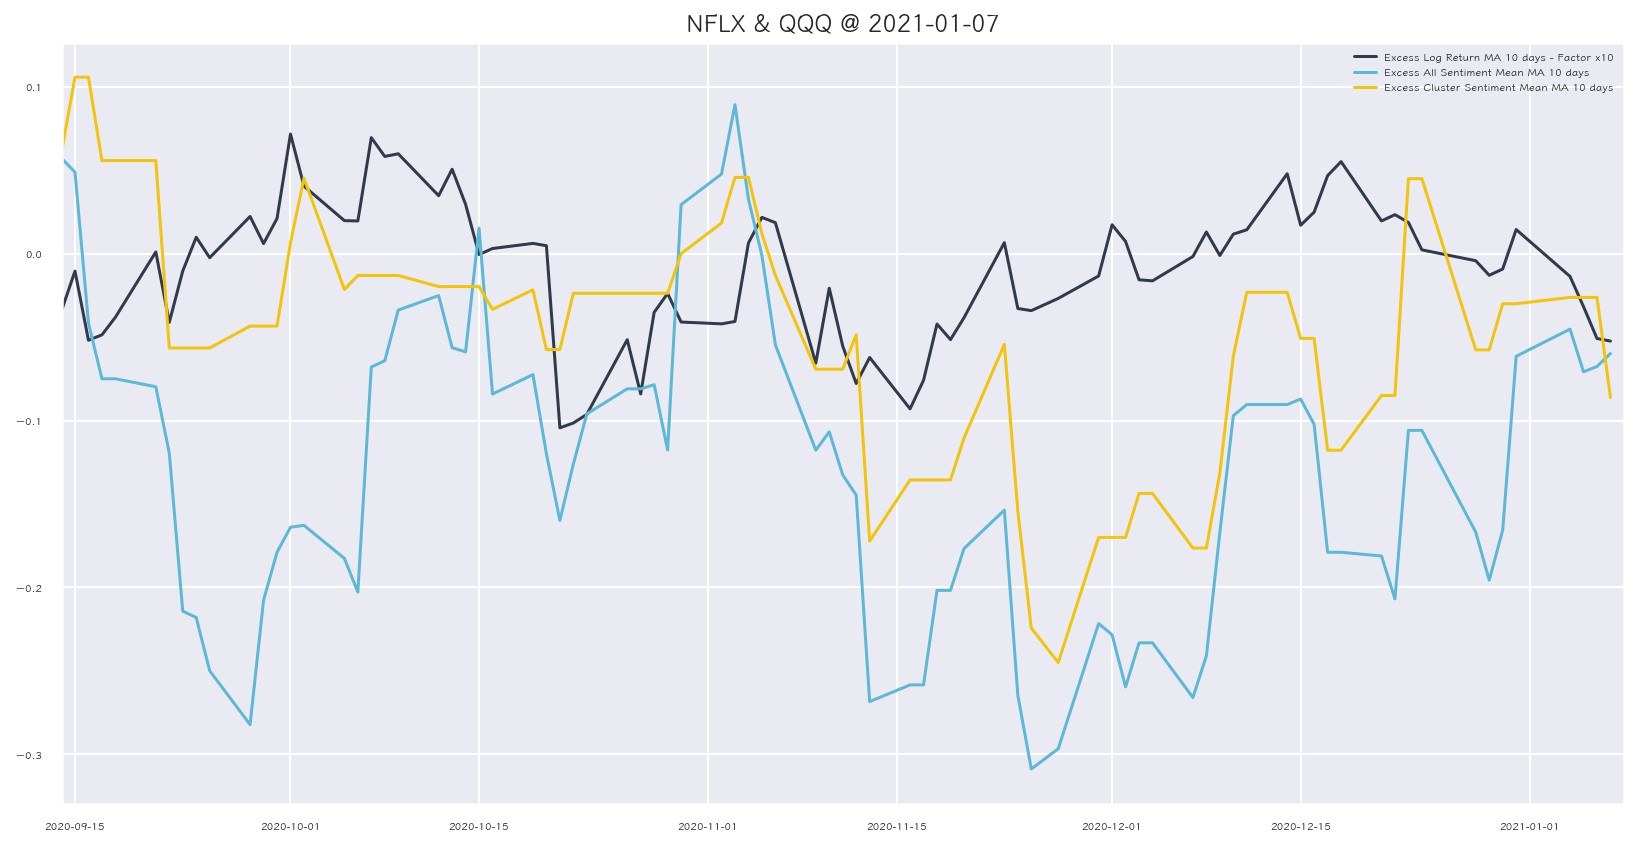 NFLX & QQQ @ 2021-01-07
Excess Log Return MA 10 days - Factor x10
Excess All Sentiment Mean MA 10 days
Excess Cluster Sentiment Mean MA 10 days
0.1
0.0
−0.1
−0.2
−0.3
2020-09-15 2020-10-01 2020-10-15 2020-11-01 2020-11-15 2020-12-01 2020-12-15 2021-01-01